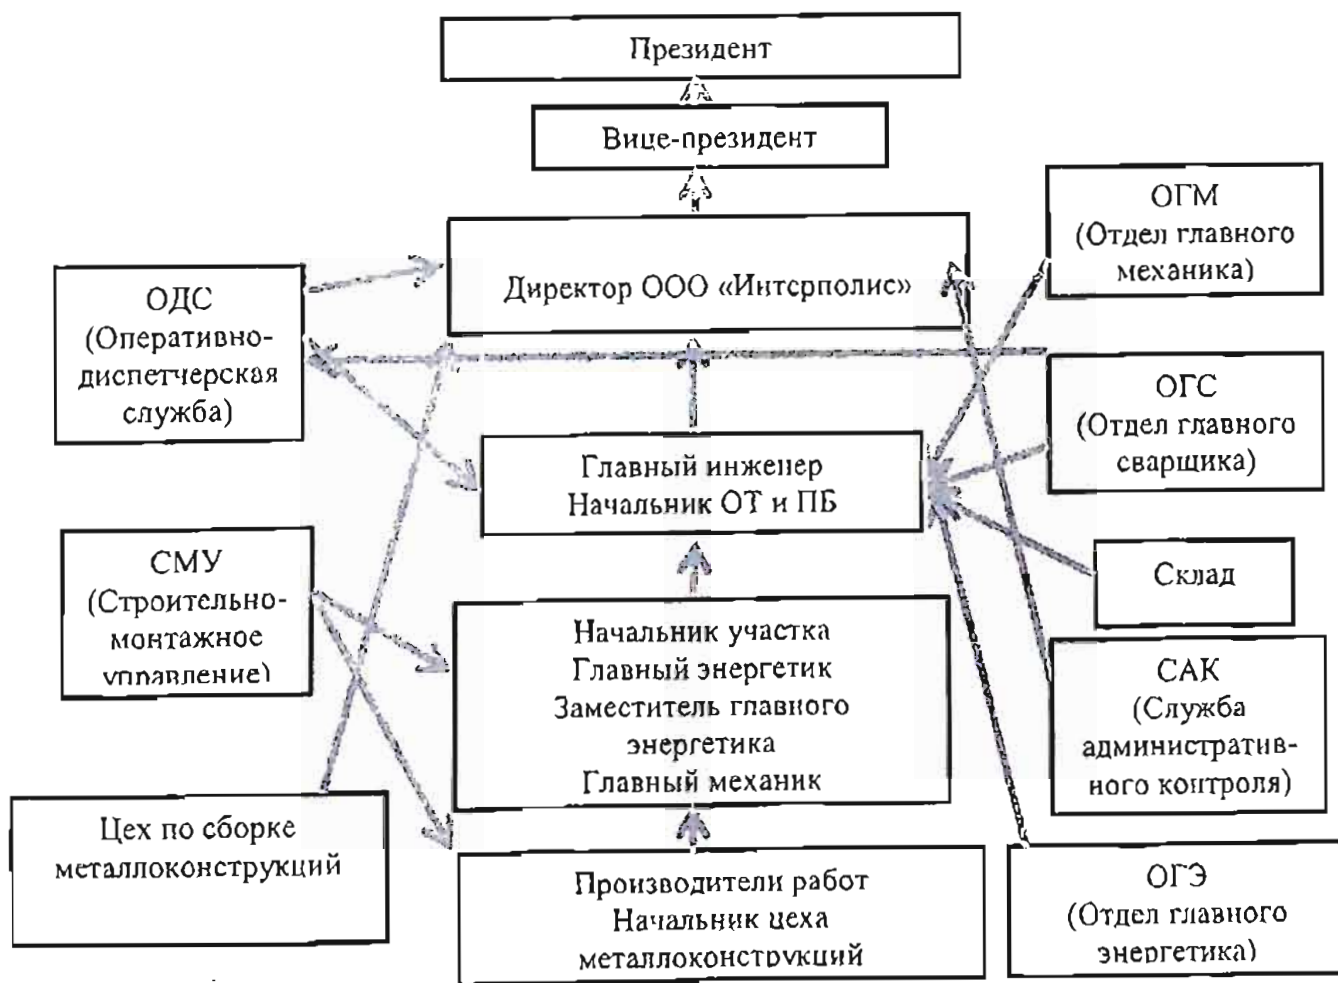 Президент
Вице-президент
Директор ООО «Интерполис»
ОДС
(Оперативно-
диспетчерская
служба)
ОГМ
(Отдел главного
механика)
ОГС
(Отдел главного
сварщика)
Главный инженер
Начальник ОТ и ПБ
СМУ
(Строительно-
монтажное
управление)
Склад
Начальник участка
Главный энергетик
Заместитель главного
энергетика
Главный механик
САК
(Служба
административ-
ного контроля)
Цех по сборке
металлоконструкций
Производители работ
Начальник цеха
металлоконструкций
ОГЭ
(Отдел главного
энергетика)